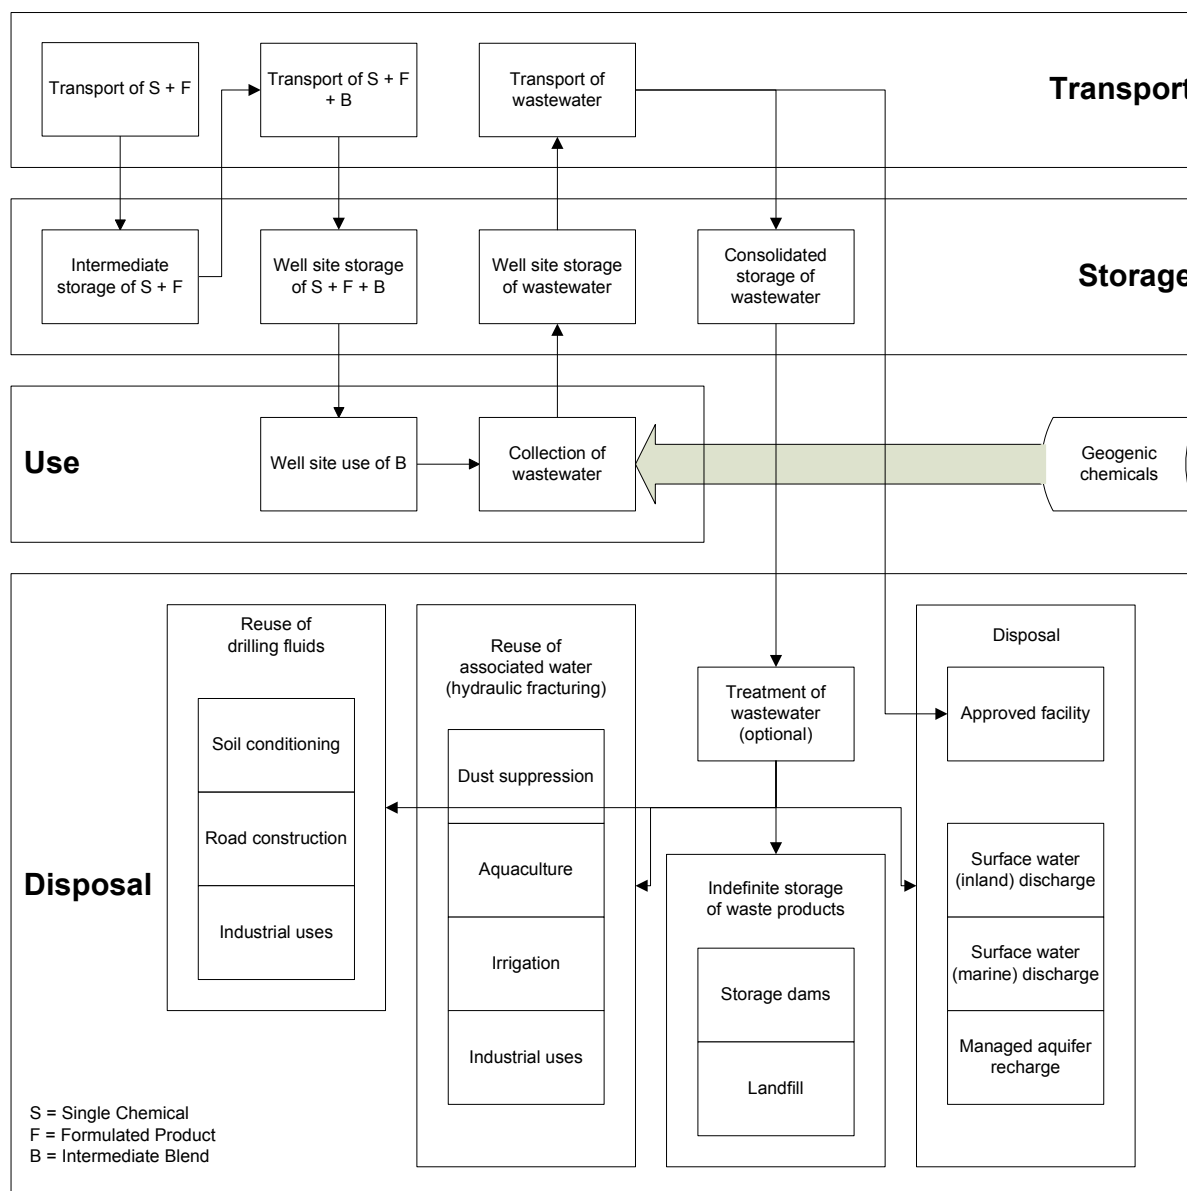 Transport of S + F
Transport of S + F
+ B
Transport of
wastewater
Transport
Intermediate
storage of S + F
Well site storage
of S + F + B
Well site storage
of wastewater
Consolidated
storage of
wastewater
Storage
Use
Well site use of B
Collection of
wastewater
Geogenic
chemicals
Disposal
Reuse of
drilling fluids
Soil conditioning
Road construction
Industrial uses
Reuse of
associated water
(hydraulic fracturing)
Dust suppression
Aquaculture
Irrigation
Industrial uses
Treatment of
wastewater
(optional)
Indefinite storage
of waste products
Storage dams
Landfill
Disposal
Approved facility
Surface water
(inland) discharge
Surface water
(marine) discharge
Managed aquifer
recharge
S = Single Chemical
F = Formulated Product
B = Intermediate Blend